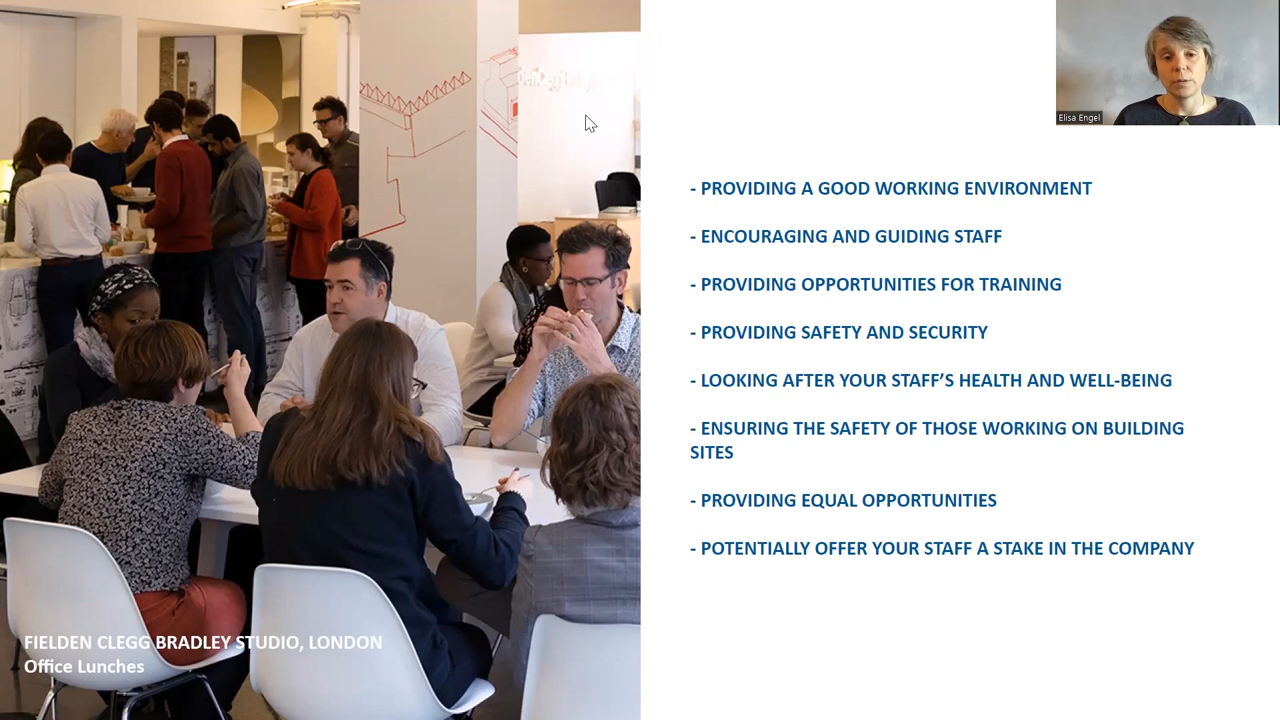 Elisa Engel
- PROVIDING A GOOD WORKING ENVIRONMENT
- ENCOURAGING AND GUIDING STAFF
- PROVIDING OPPORTUNITIES FOR TRAINING
- PROVIDING SAFETY AND SECURITY
- LOOKING AFTER YOUR STAFF’S HEALTH AND WELL-BEING
- ENSURING THE SAFETY OF THOSE WORKING ON BUILDING
SITES
- PROVIDING EQUAL OPPORTUNITIES
- POTENTIALLY OFFER YOUR STAFF A STAKE IN THE COMPANY
FIELDEN CLEGG BRADLEY STUDIO, LONDON
Office Lunches